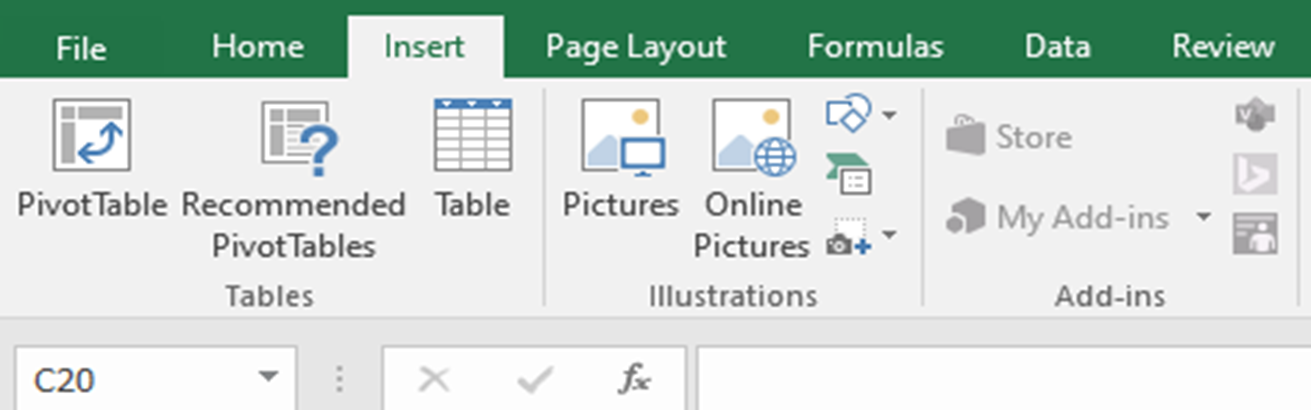 File Home Insert Page Layout Formulas Data Review
PivotTable Recommended PivotTables Table
Pictures Online Pictures
Store
My Add-ins
Tables Illustrations Add-ins
C20 fx